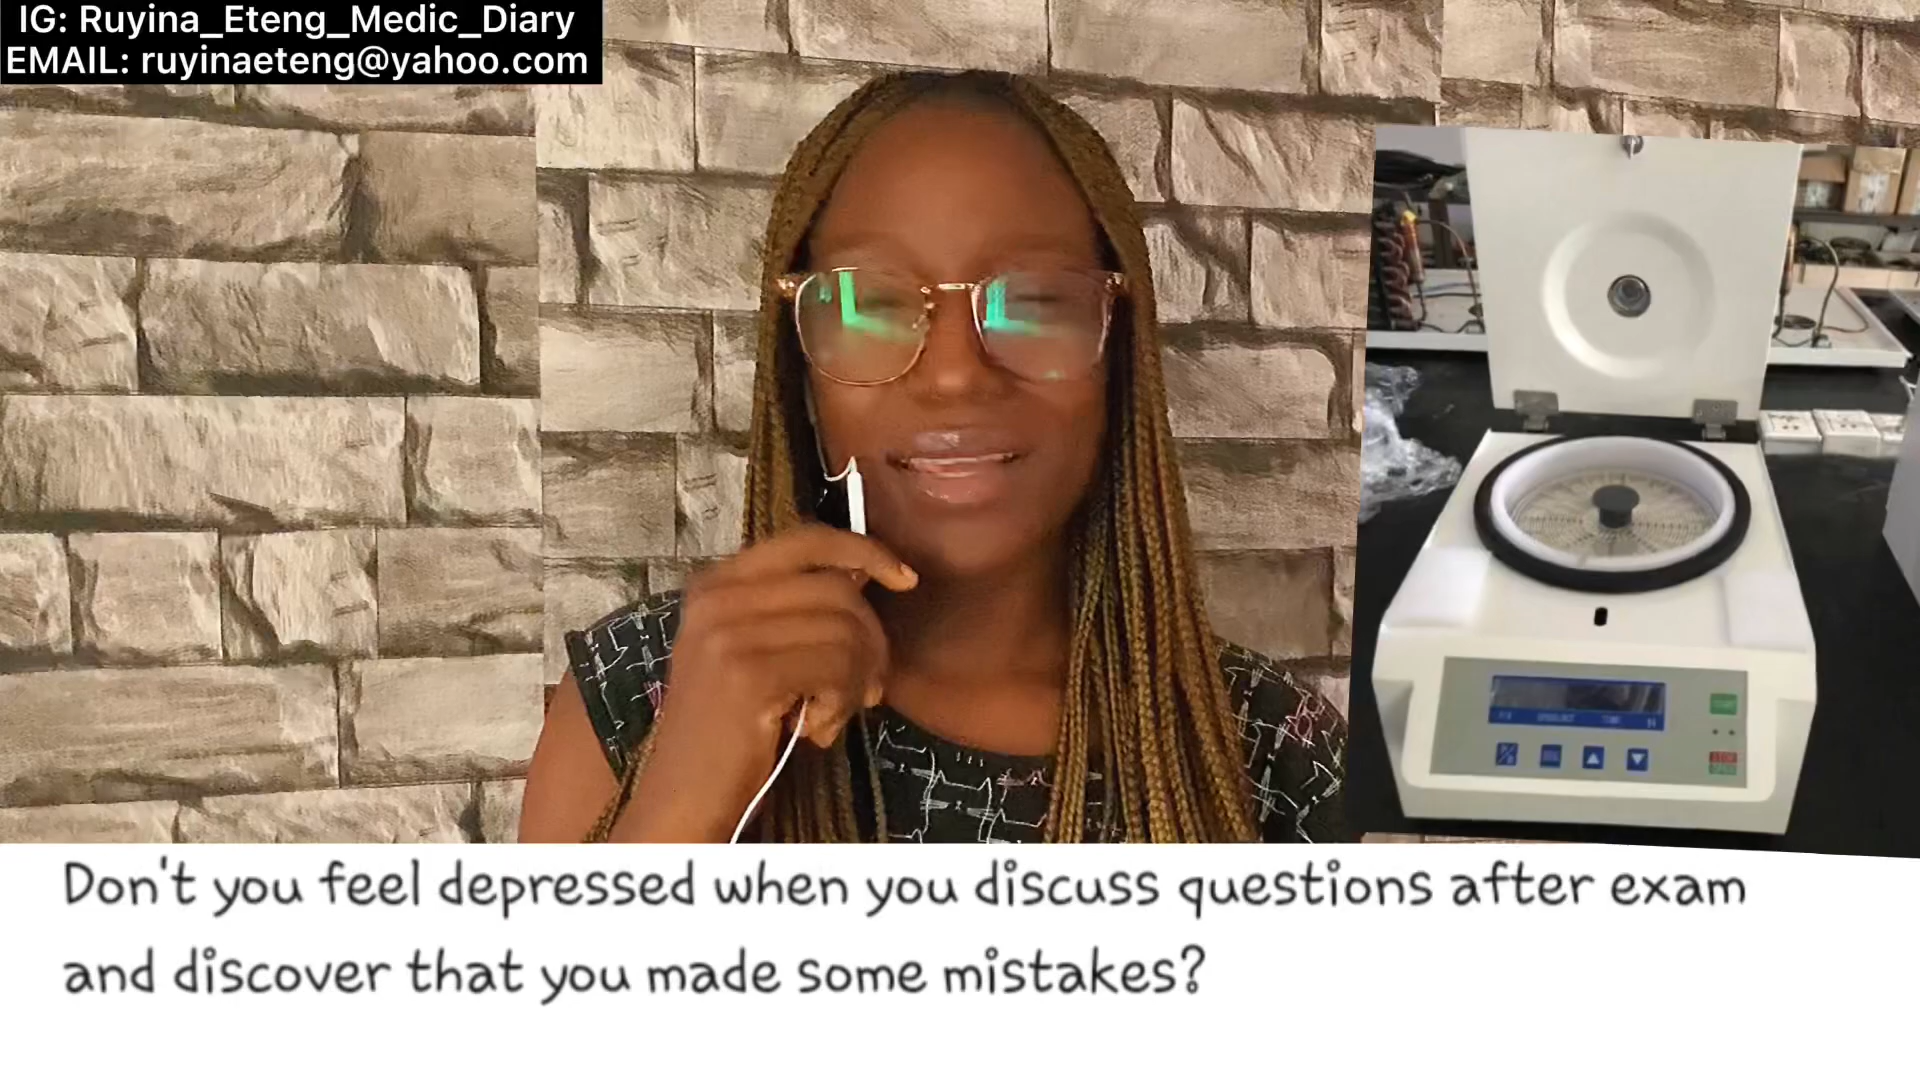 IG: Ruyina_Eteng_Medic_Diary
EMAIL: ruyinaeteng@yahoo.com
Don't you feel depressed when you discuss questions after exam
and discover that you made some mistakes?